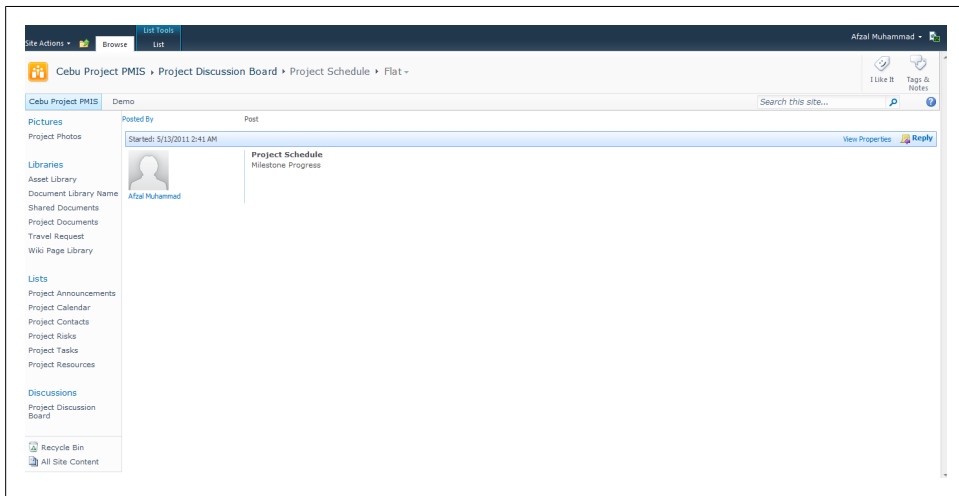 List Tools
Site Actions Browse List Afzal Muhammad
Cebu Project PMIS Project Discussion Board Project Schedule Flat
I Like It Tags & Notes
Cebu Project PMIS Demo Search this site...
Pictures
Project Photos
Libraries
Asset Library
Document Library Name
Shared Documents
Project Documents
Travel Request
Wiki Page Library
Lists
Project Announcements
Project Calendar
Project Contacts
Project Risks
Project Tasks
Project Resources
Discussions
Project Discussion
Board
Recycle Bin
All Site Content
Posted By Post
Started: 5/13/2011 2:41 AM View Properties Reply
Project Schedule
Milestone Progress
Afzal Muhammad